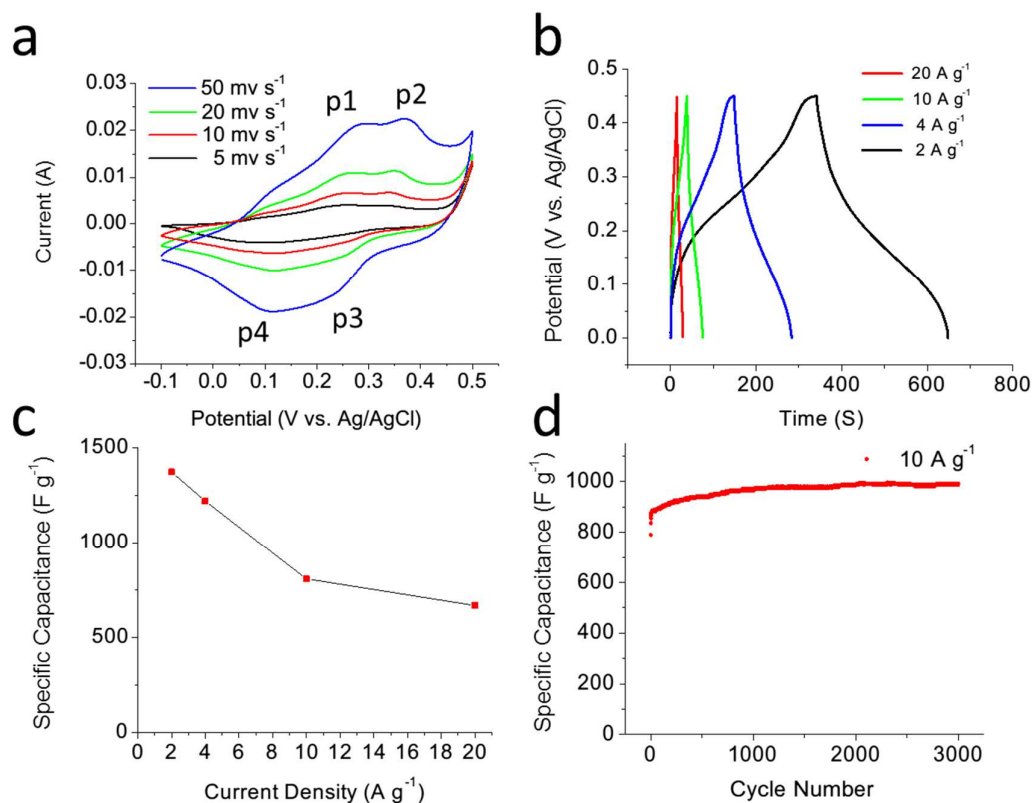 a
50 mv s⁻¹
20 mv s⁻¹
10 mv s⁻¹
5 mv s⁻¹
p1
p2
p3
p4
0.03
0.02
0.01
0.00
-0.01
-0.02
-0.03
Current (A)
-0.1 0.0 0.1 0.2 0.3 0.4 0.5
Potential (V vs. Ag/AgCl)
b
20 A g⁻¹
10 A g⁻¹
4 A g⁻¹
2 A g⁻¹
0.5
0.4
0.3
0.2
0.1
0.0
Potential (V vs. Ag/AgCl)
0 200 400 600 800
Time (S)
c
1500
1000
500
0
Specific Capacitance (F g⁻¹)
0 2 4 6 8 10 12 14 16 18 20
Current Density (A g⁻¹)
d
10 A g⁻¹
1000
800
600
400
200
0
Specific Capacitance (F g⁻¹)
0 1000 2000 3000
Cycle Number